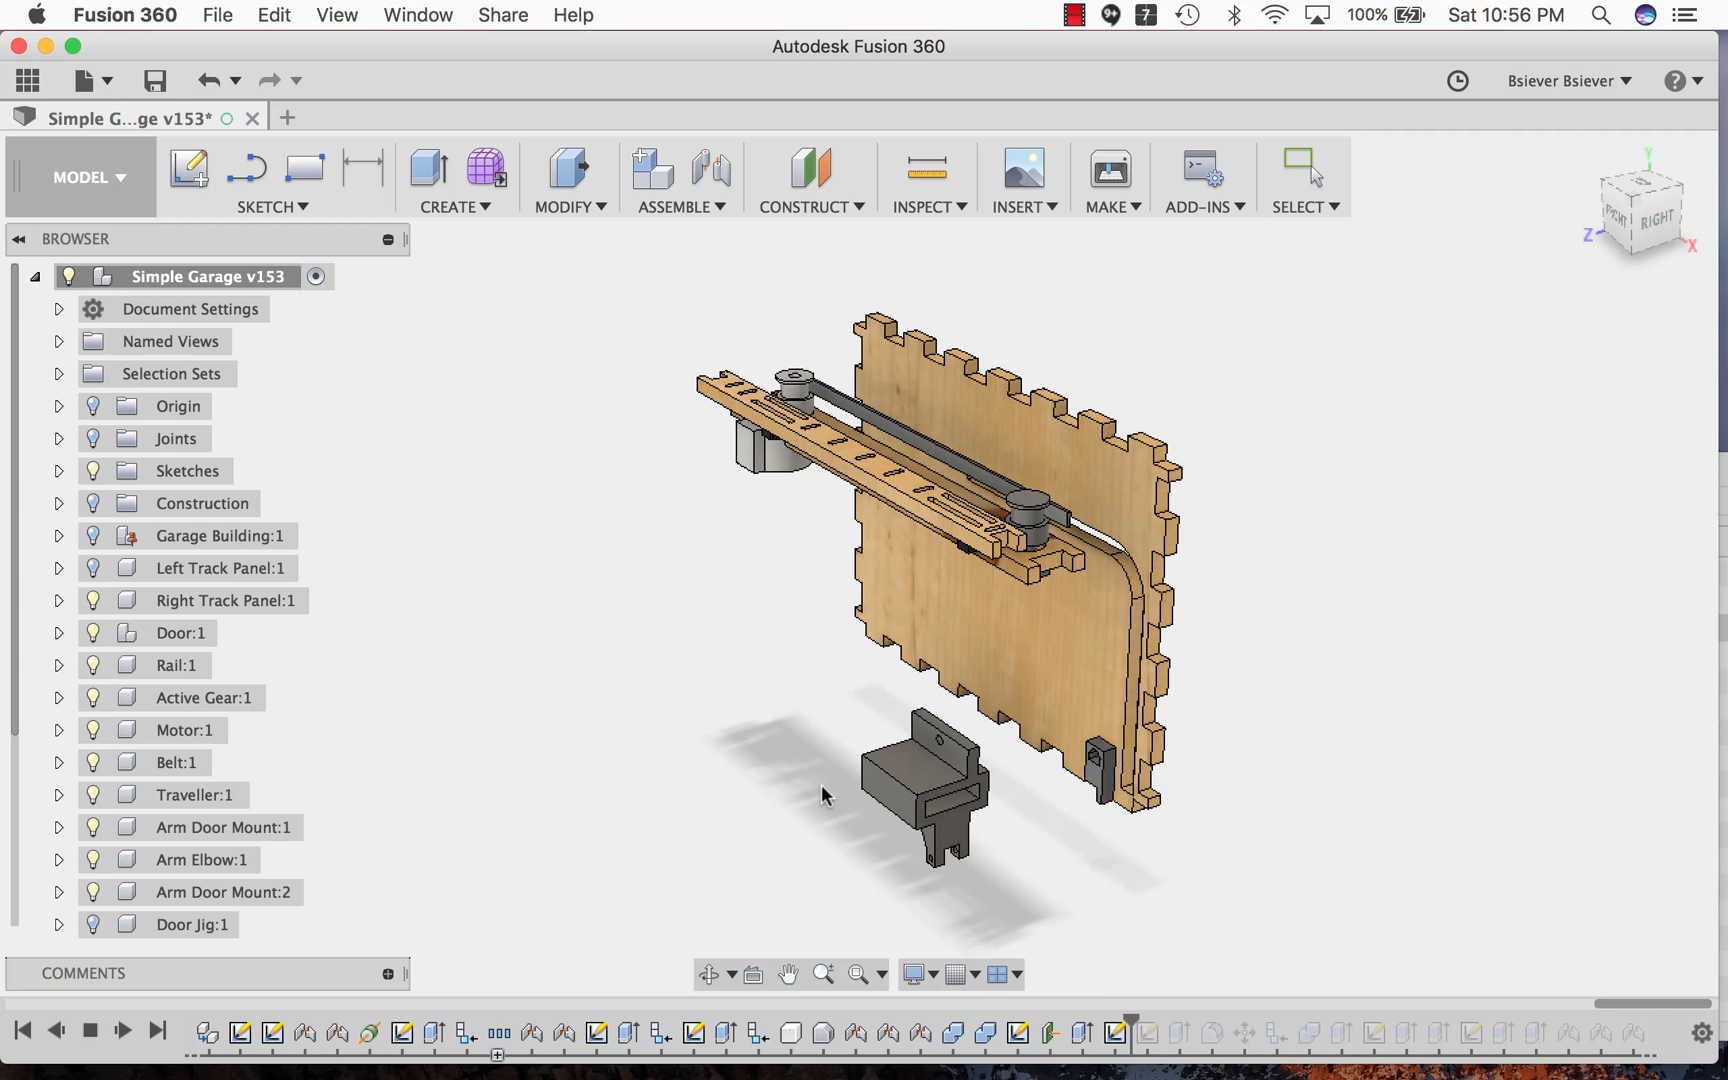 Fusion 360 File Edit View Window Share Help 9+ 7 100% Sat 10:56 PM
Autodesk Fusion 360
Bsiever Bsiever ?
Simple G...ge v153*
MODEL
SKETCH CREATE MODIFY ASSEMBLE CONSTRUCT INSPECT INSERT MAKE ADD-INS SELECT
Y
FRONT RIGHT
Z X
BROWSER
Simple Garage v153
Document Settings
Named Views
Selection Sets
Origin
Joints
Sketches
Construction
Garage Building:1
Left Track Panel:1
Right Track Panel:1
Door:1
Rail:1
Active Gear:1
Motor:1
Belt:1
Traveller:1
Arm Door Mount:1
Arm Elbow:1
Arm Door Mount:2
Door Jig:1
COMMENTS